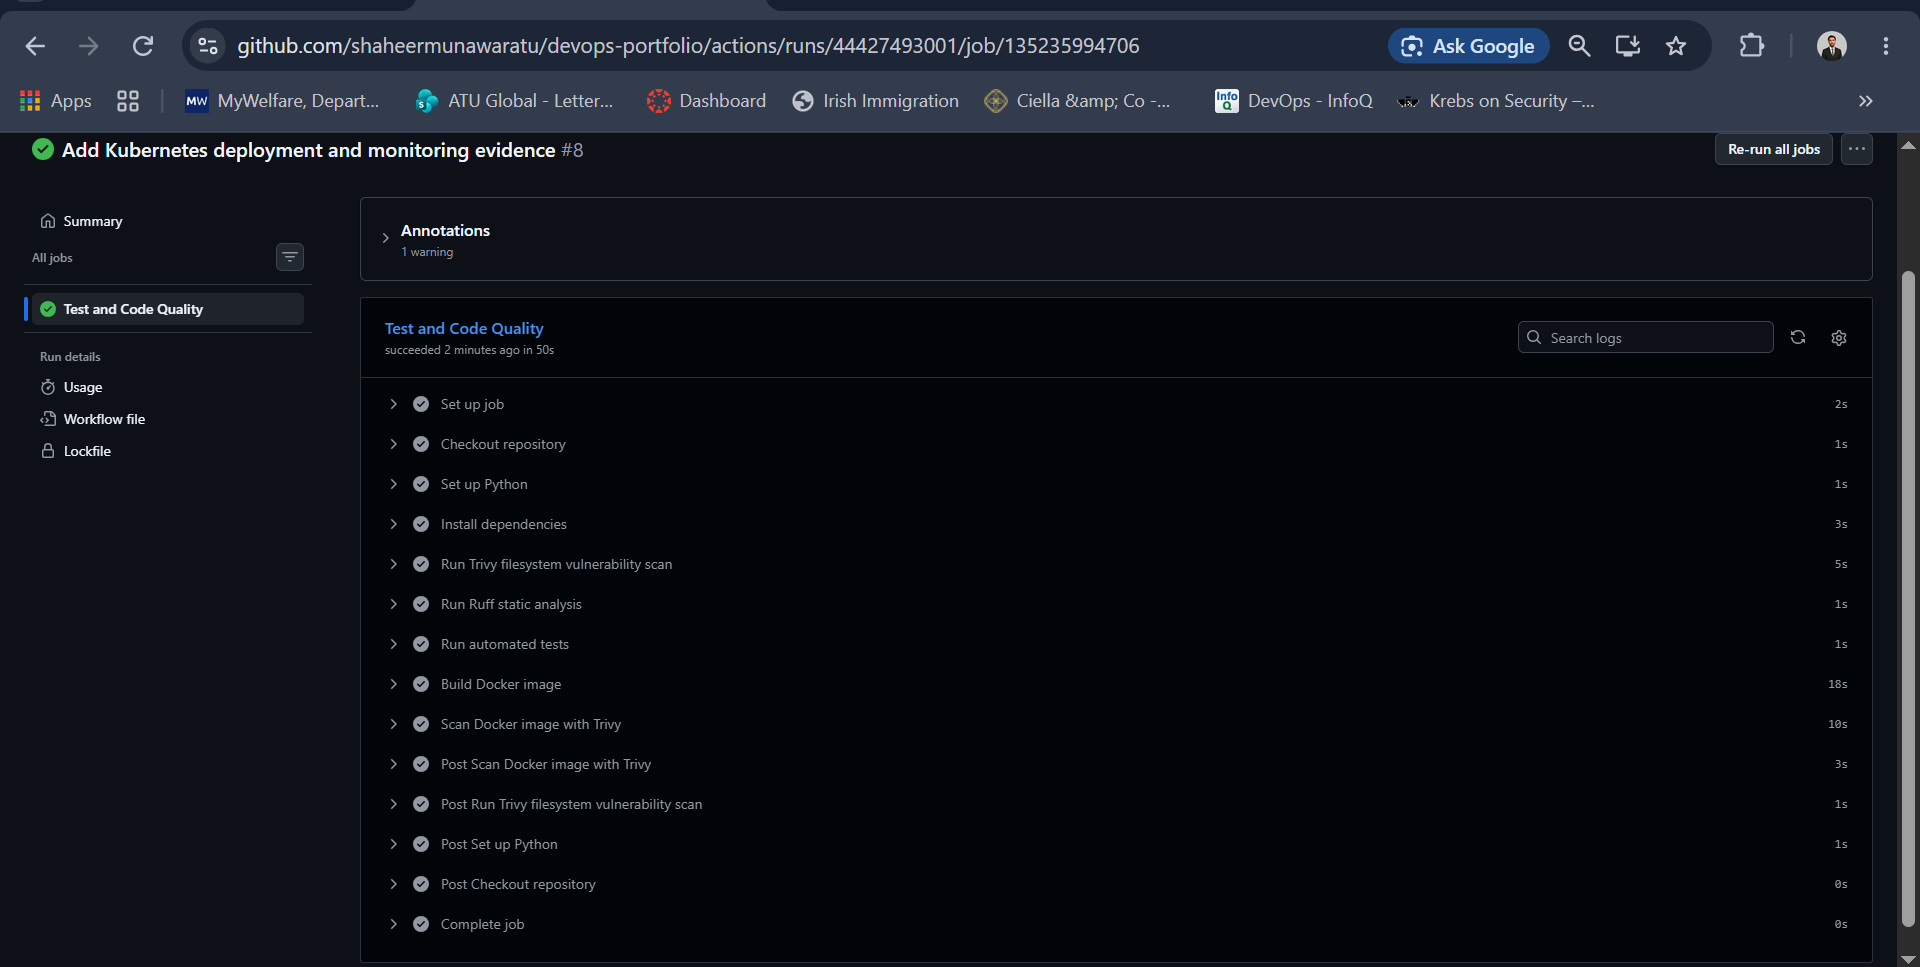 github.com/shaheermunawaratu/devops-portfolio/actions/runs/44427493001/job/135235994706
Ask Google
Apps
MW
MyWelfare, Depart...
ATU Global - Letter...
Dashboard
Irish Immigration
Ciella &amp; Co -...
Info Q
DevOps - InfoQ
Krebs on Security –...
Add Kubernetes deployment and monitoring evidence #8
Re-run all jobs
Summary
All jobs
Test and Code Quality
Run details
Usage
Workflow file
Lockfile
Annotations
1 warning
Test and Code Quality
succeeded 2 minutes ago in 50s
Search logs
Set up job 2s
Checkout repository 1s
Set up Python 1s
Install dependencies 3s
Run Trivy filesystem vulnerability scan 5s
Run Ruff static analysis 1s
Run automated tests 1s
Build Docker image 18s
Scan Docker image with Trivy 10s
Post Scan Docker image with Trivy 3s
Post Run Trivy filesystem vulnerability scan 1s
Post Set up Python 1s
Post Checkout repository 0s
Complete job 0s